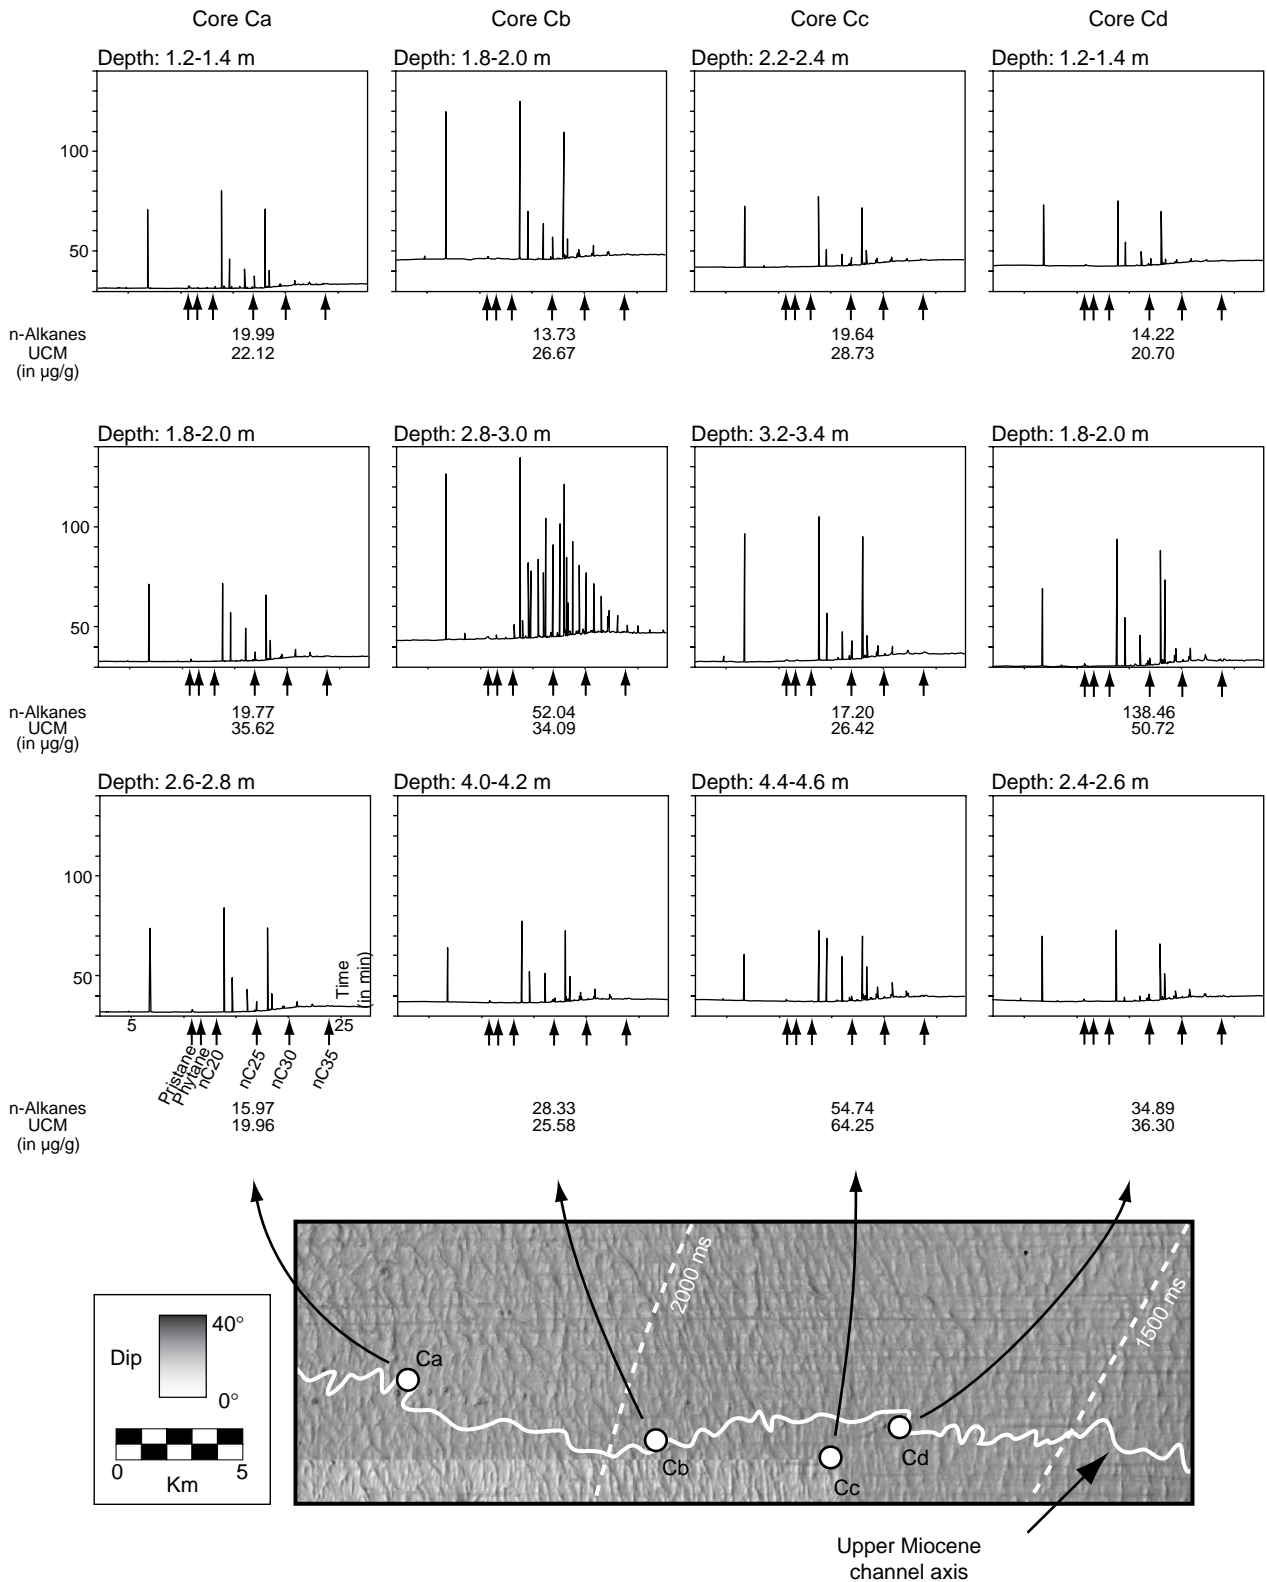 Core Ca Core Cb Core Cc Core Cd
Depth: 1.2-1.4 m Depth: 1.8-2.0 m Depth: 2.2-2.4 m Depth: 1.2-1.4 m
100
50
n-Alkanes 19.99 13.73 19.64 14.22
UCM 22.12 26.67 28.73 20.70
(in µg/g)
Depth: 1.8-2.0 m Depth: 2.8-3.0 m Depth: 3.2-3.4 m Depth: 1.8-2.0 m
100
50
n-Alkanes 19.77 52.04 17.20 138.46
UCM 35.62 34.09 26.42 50.72
(in µg/g)
Depth: 2.6-2.8 m Depth: 4.0-4.2 m Depth: 4.4-4.6 m Depth: 2.4-2.6 m
100
50
Time
(in min)
5 25
Pristane
Phytane
nC20
nC25
nC30
nC35
n-Alkanes 15.97 28.33 54.74 34.89
UCM 19.96 25.58 64.25 36.30
(in µg/g)
2000 ms
1500 ms
40°
Dip
0°
0 5
Km
Ca
Cb
Cc
Cd
Upper Miocene
channel axis